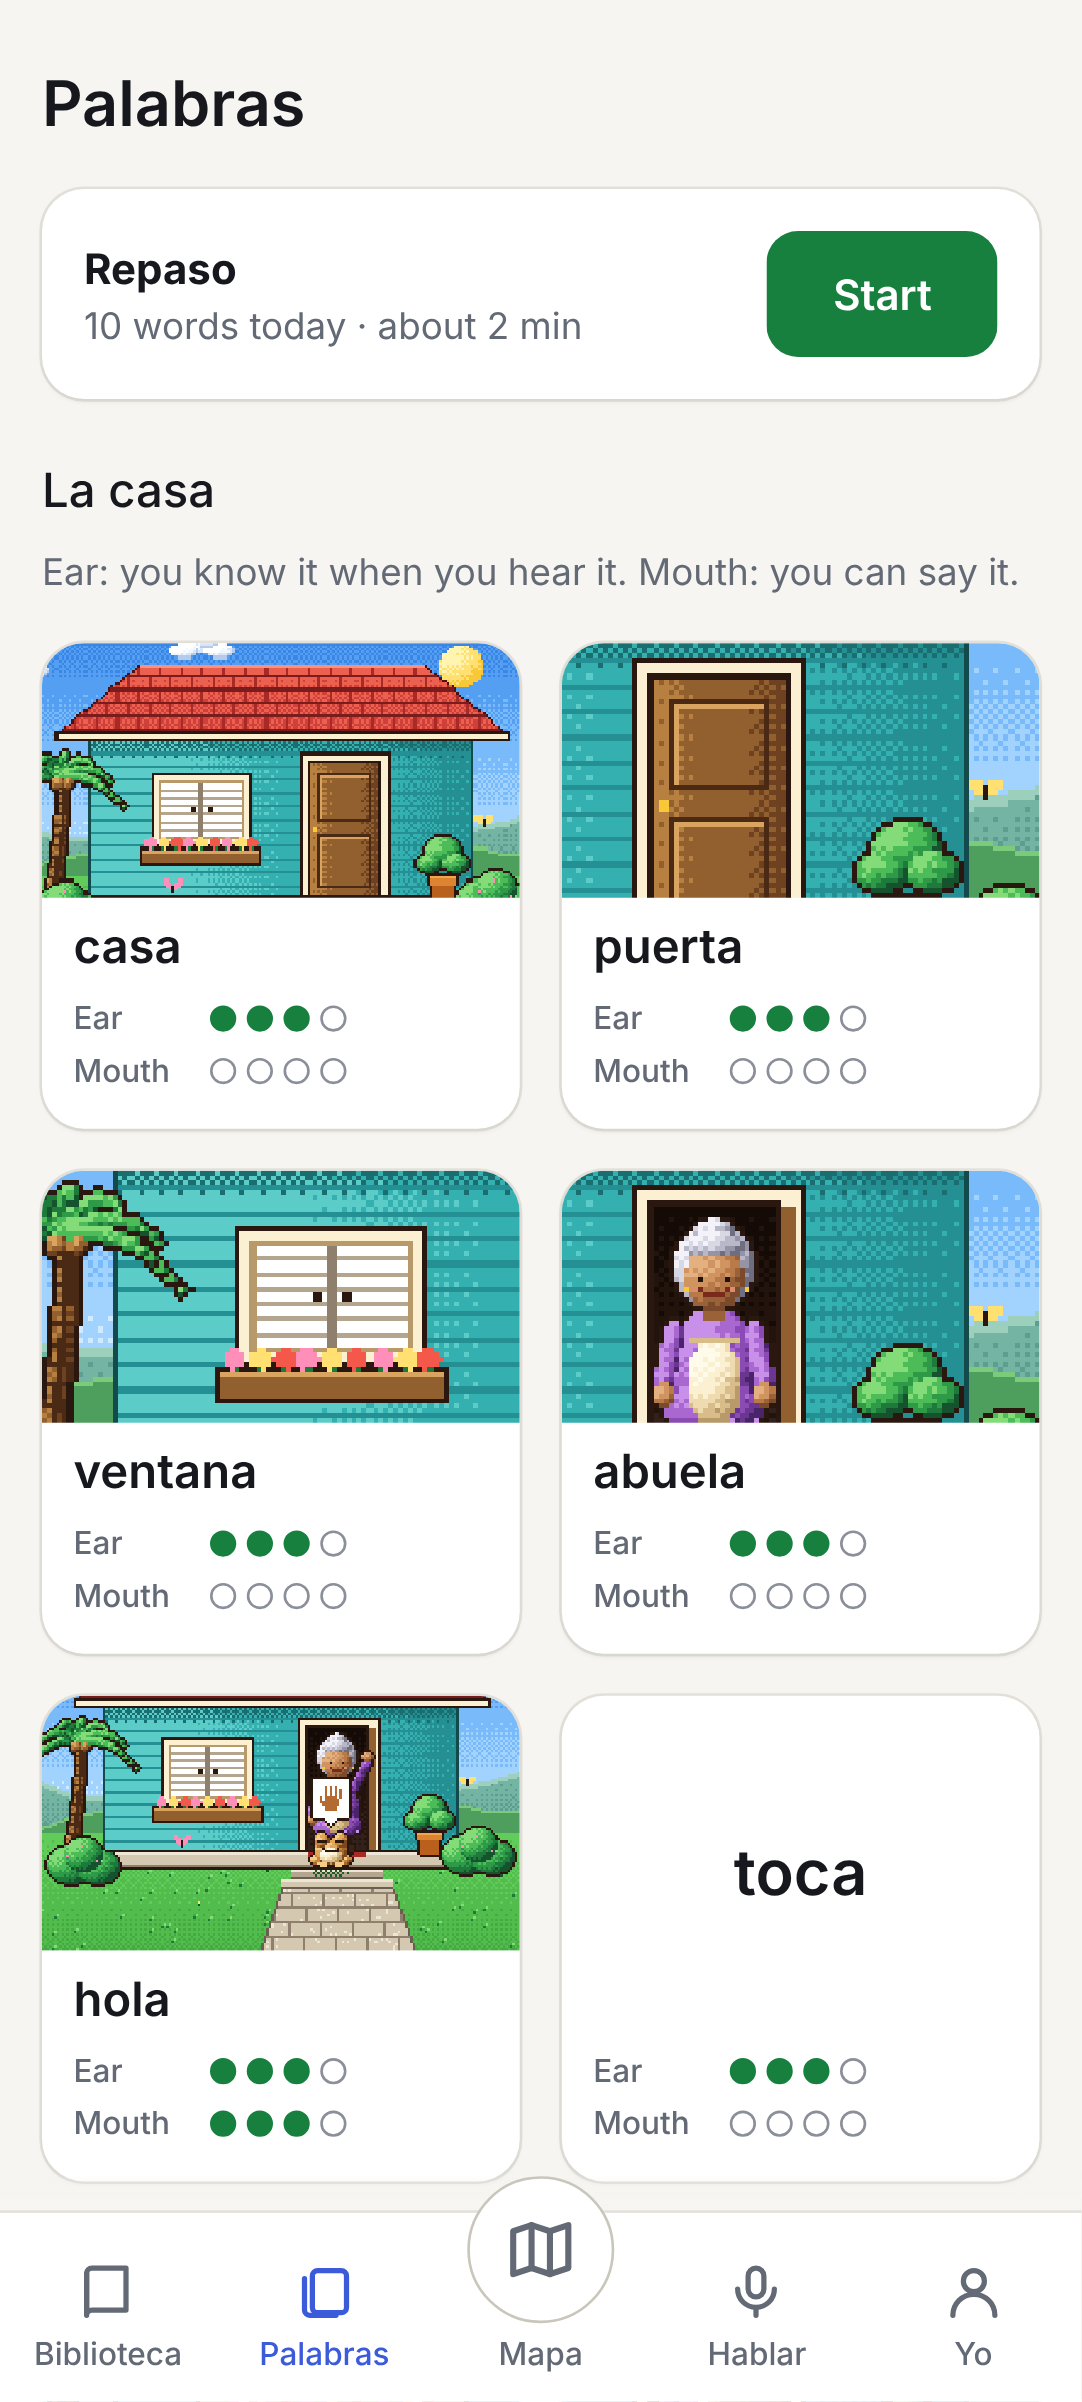 Palabras
Repaso
10 words today · about 2 min
Start
La casa
Ear: you know it when you hear it. Mouth: you can say it.
casa
Ear
Mouth
puerta
Ear
Mouth
ventana
Ear
Mouth
abuela
Ear
Mouth
hola
Ear
Mouth
toca
Ear
Mouth
Biblioteca
Palabras
Mapa
Hablar
Yo